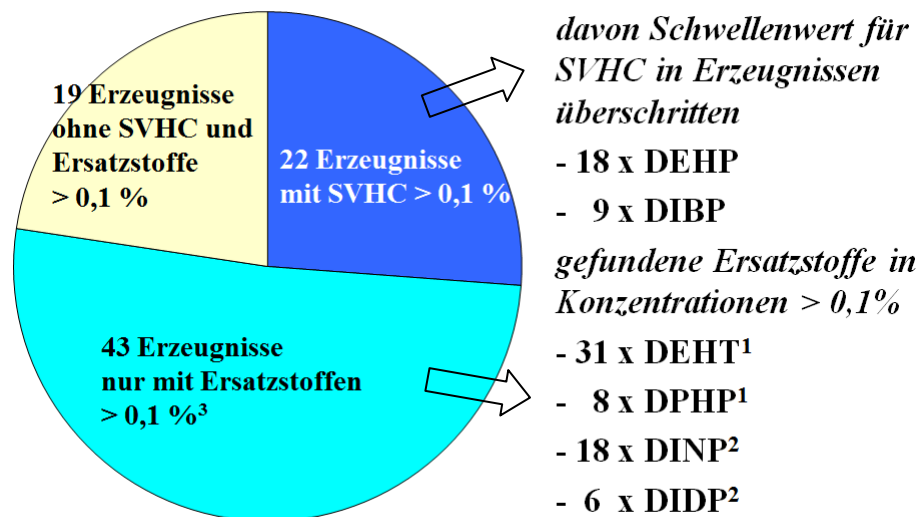 19 Erzeugnisse
ohne SVHC und
Ersatzstoffe
> 0,1 %
22 Erzeugnisse
mit SVHC > 0,1 %
43 Erzeugnisse
nur mit Ersatzstoffen
> 0,1 %³
davon Schwellenwert für
SVHC in Erzeugnissen
überschritten
- 18 x DEHP
- 9 x DIBP
gefundene Ersatzstoffe in
Konzentrationen > 0,1%
- 31 x DEHT¹
- 8 x DPHP¹
- 18 x DINP²
- 6 x DIDP²